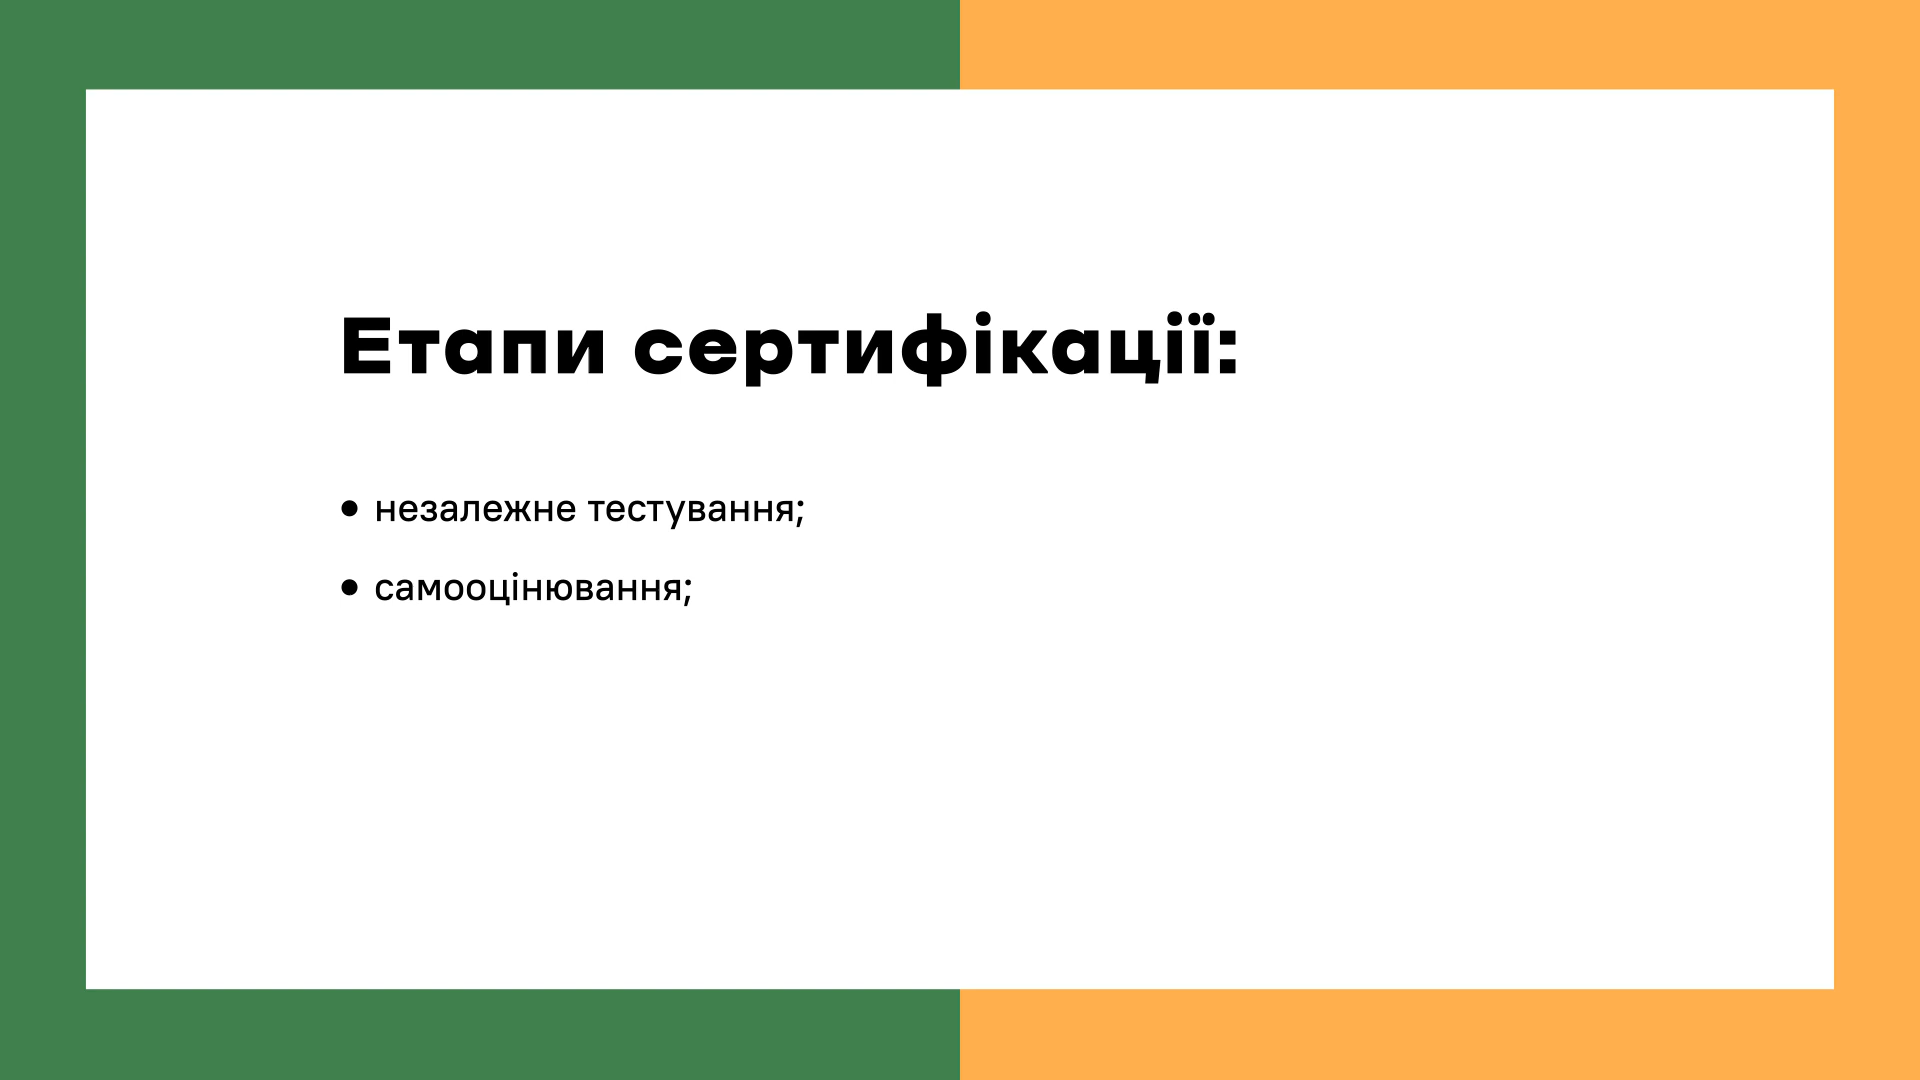 Етапи сертифікації:
• незалежне тестування;
• самооцінювання;